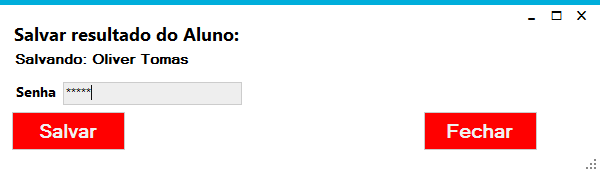 Salvar resultado do Aluno:
Salvando: Oliver Tomas
Senha *****
Salvar Fechar